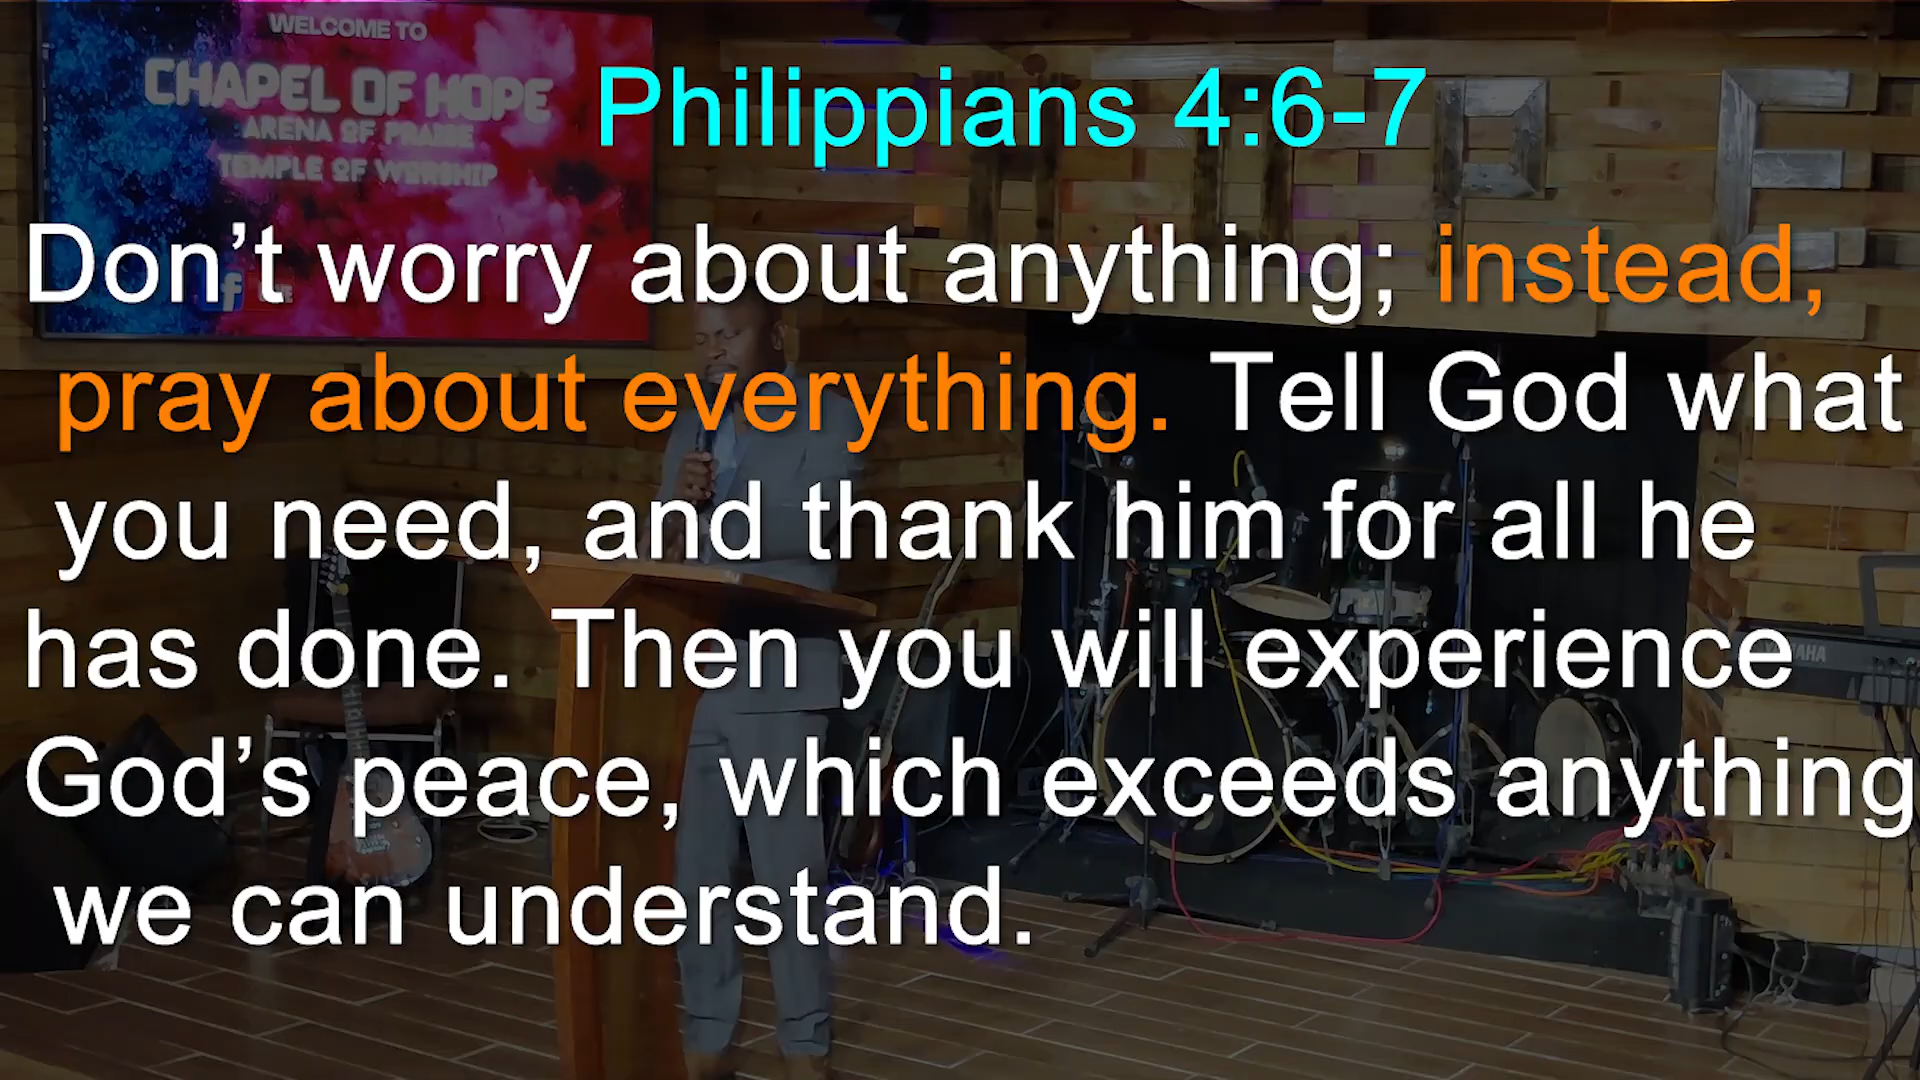 WELCOME TO
CHAPEL OF HOPE
ARENA OF PRAISE
TEMPLE OF WORSHIP
Philippians 4:6-7
Don’t worry about anything; instead,
pray about everything. Tell God what
you need, and thank him for all he
has done. Then you will experience
God’s peace, which exceeds anything
we can understand.
HOPE
YAMAHA